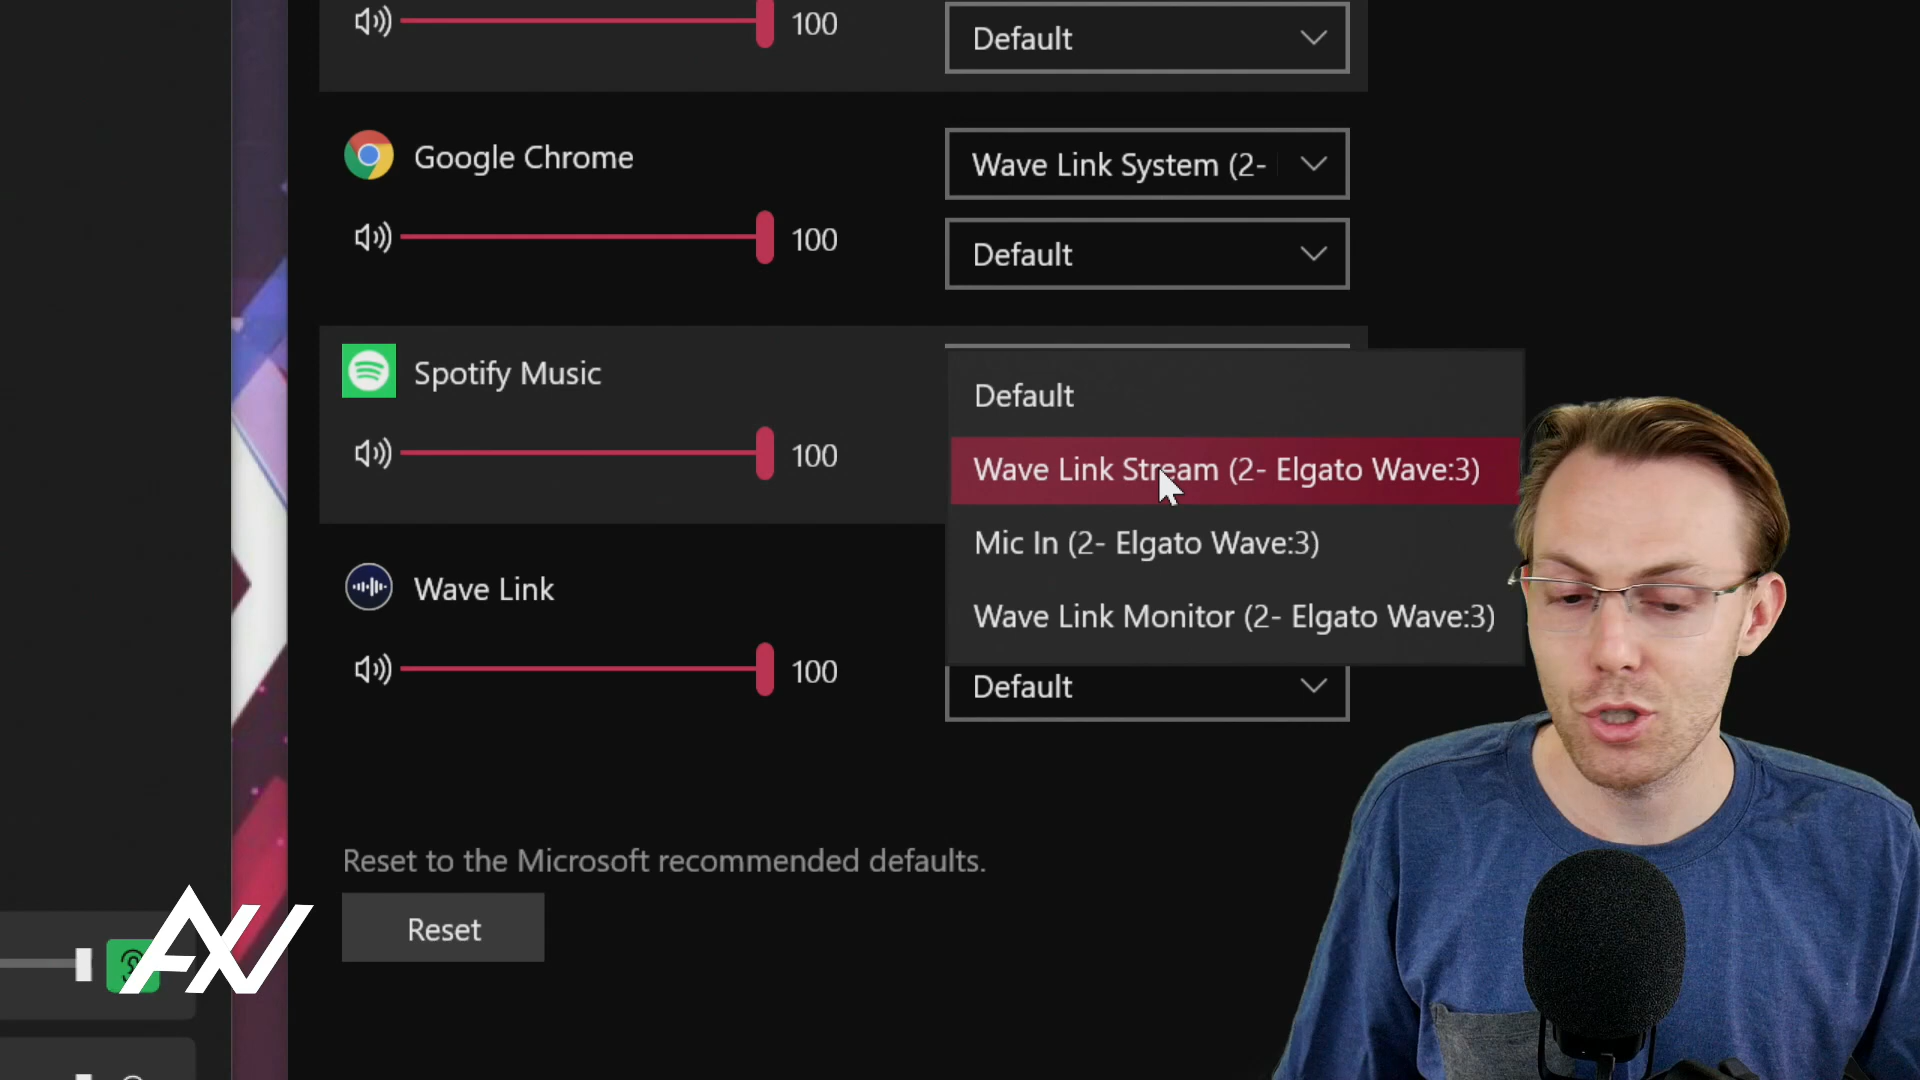 100
Default
Google Chrome
Wave Link System (2-
100
Default
Spotify Music
100
Default
Wave Link Stream (2- Elgato Wave:3)
Mic In (2- Elgato Wave:3)
Wave Link Monitor (2- Elgato Wave:3)
Wave Link
100
Default
Reset to the Microsoft recommended defaults.
Reset